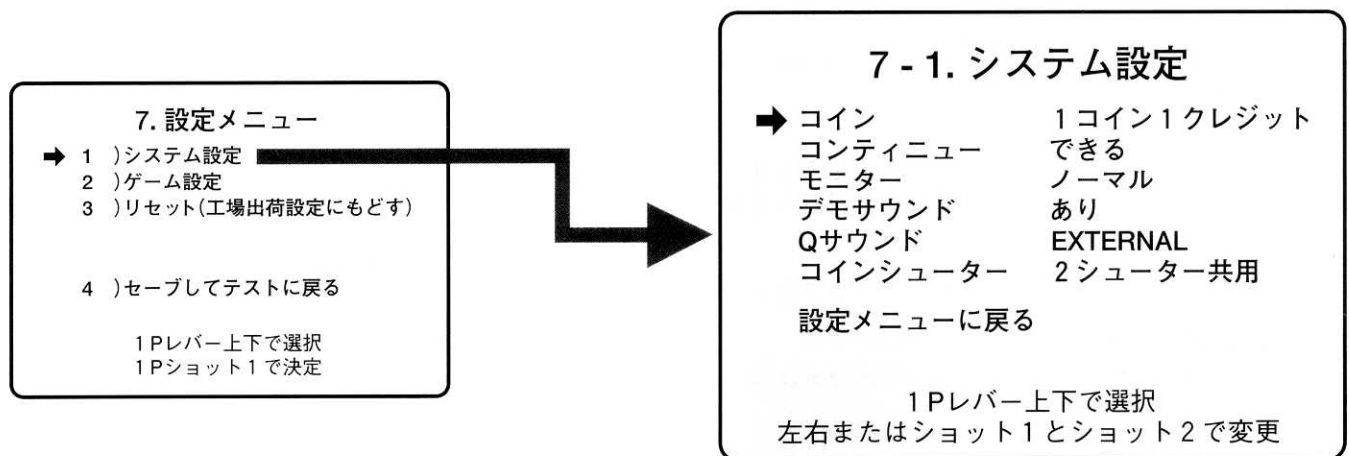 7. 設定メニュー
➡ 1 )システム設定
2 )ゲーム設定
3 )リセット(工場出荷設定にもどす)
4 )セーブしてテストに戻る
1Pレバー上下で選択
1Pショット1で決定
7 - 1. システム設定
➡ コイン 1コイン1クレジット
コンティニュー できる
モニター ノーマル
デモサウンド あり
Qサウンド EXTERNAL
コインシューター 2シューター共用
設定メニューに戻る
1Pレバー上下で選択
左右またはショット1とショット2で変更